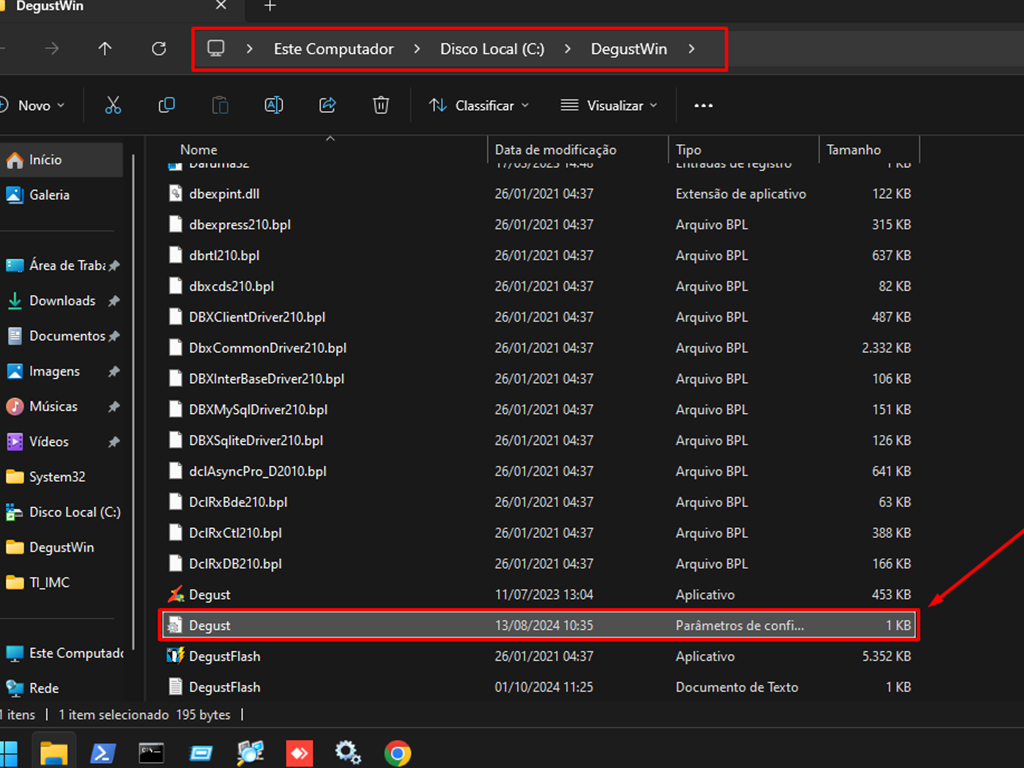 DegustWin
Este Computador > Disco Local (C:) > DegustWin >
Novo Classificar Visualizar
Nome Data de modificação Tipo Tamanho
Daruma32 17/05/2023 14:48 Entradas de registro 1 KB
dbexpint.dll 26/01/2021 04:37 Extensão de aplicativo 122 KB
dbexpress210.bpl 26/01/2021 04:37 Arquivo BPL 315 KB
dbrtl210.bpl 26/01/2021 04:37 Arquivo BPL 637 KB
dbxcds210.bpl 26/01/2021 04:37 Arquivo BPL 82 KB
DBXClientDriver210.bpl 26/01/2021 04:37 Arquivo BPL 487 KB
DbxCommonDriver210.bpl 26/01/2021 04:37 Arquivo BPL 2.332 KB
DBXInterBaseDriver210.bpl 26/01/2021 04:37 Arquivo BPL 106 KB
DBXMySqlDriver210.bpl 26/01/2021 04:37 Arquivo BPL 151 KB
DBXSqliteDriver210.bpl 26/01/2021 04:37 Arquivo BPL 126 KB
dclAsyncPro_D2010.bpl 26/01/2021 04:37 Arquivo BPL 641 KB
DclRxBde210.bpl 26/01/2021 04:37 Arquivo BPL 63 KB
DclRxCtl210.bpl 26/01/2021 04:37 Arquivo BPL 388 KB
DclRxDB210.bpl 26/01/2021 04:37 Arquivo BPL 166 KB
Degust 11/07/2023 13:04 Aplicativo 453 KB
Degust 13/08/2024 10:35 Parâmetros de confi... 1 KB
DegustFlash 26/01/2021 04:37 Aplicativo 5.352 KB
DegustFlash 01/10/2024 11:25 Documento de Texto 1 KB
Início
Galeria
Área de Traba
Downloads
Documentos
Imagens
Músicas
Vídeos
System32
Disco Local (C:)
DegustWin
TI_IMC
Este Computado
Rede
1 itens | 1 item selecionado 195 bytes |